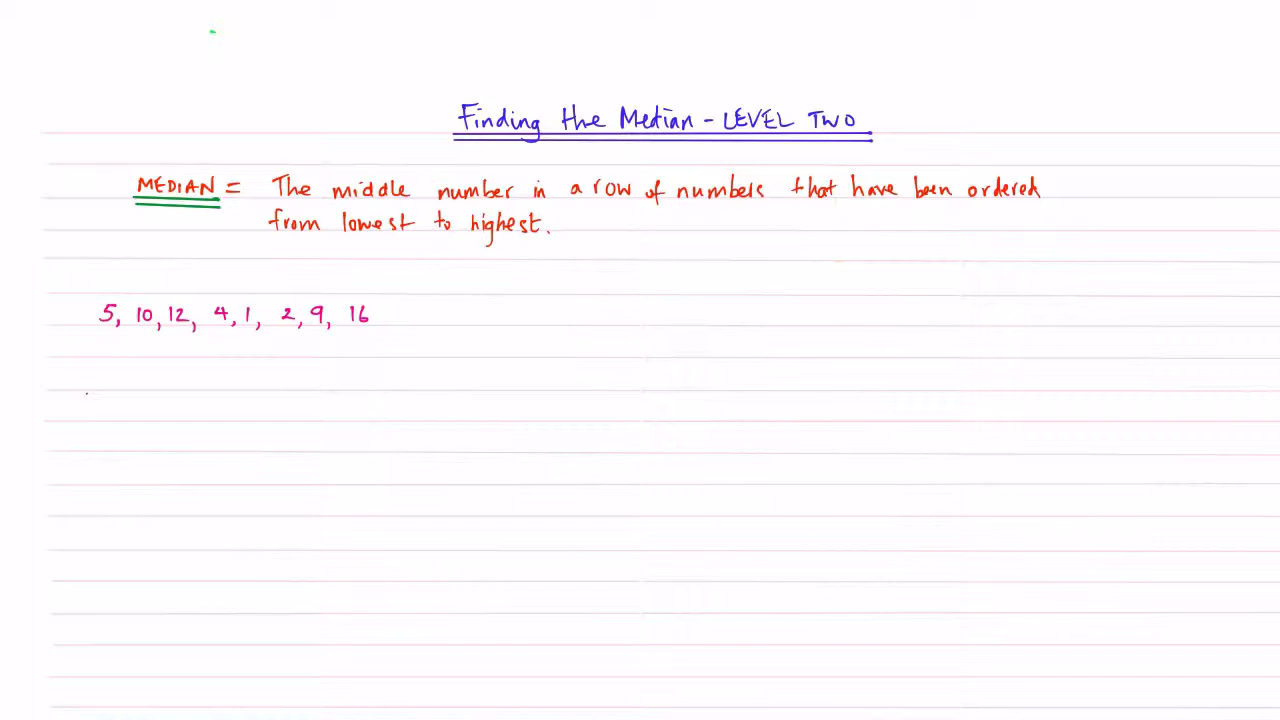 Finding the Median - LEVEL TWO
MEDIAN = The middle number in a row of numbers that have been ordered
from lowest to highest.
5, 10, 12, 4, 1, 2, 9, 16